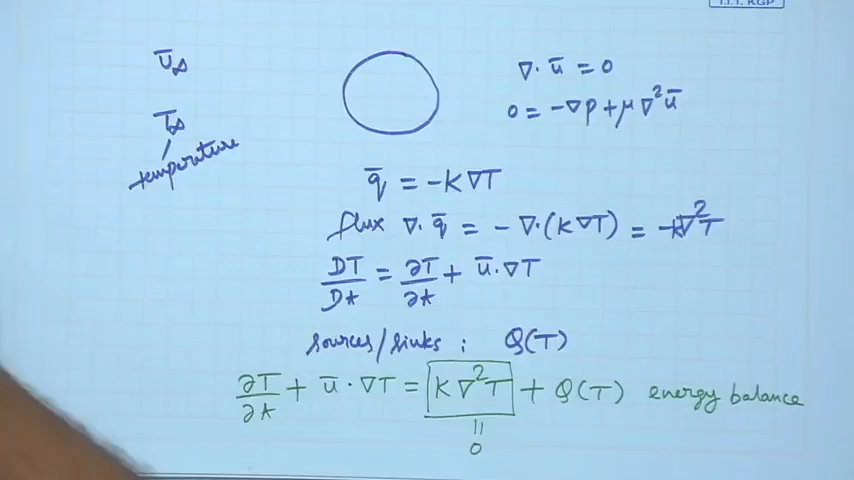 I.I.T. KGP
ū∞
∇·ū = 0
0 = -∇p + μ∇²ū
T̄∞
temperature
q̄ = -K∇T
flux ∇·q̄ = -∇·(K∇T) = -K∇²T
DT/Dt = ∂T/∂t + ū·∇T
sources/sinks : Q(T)
∂T/∂t + ū·∇T = K∇²T + Q(T) energy balance
=
0